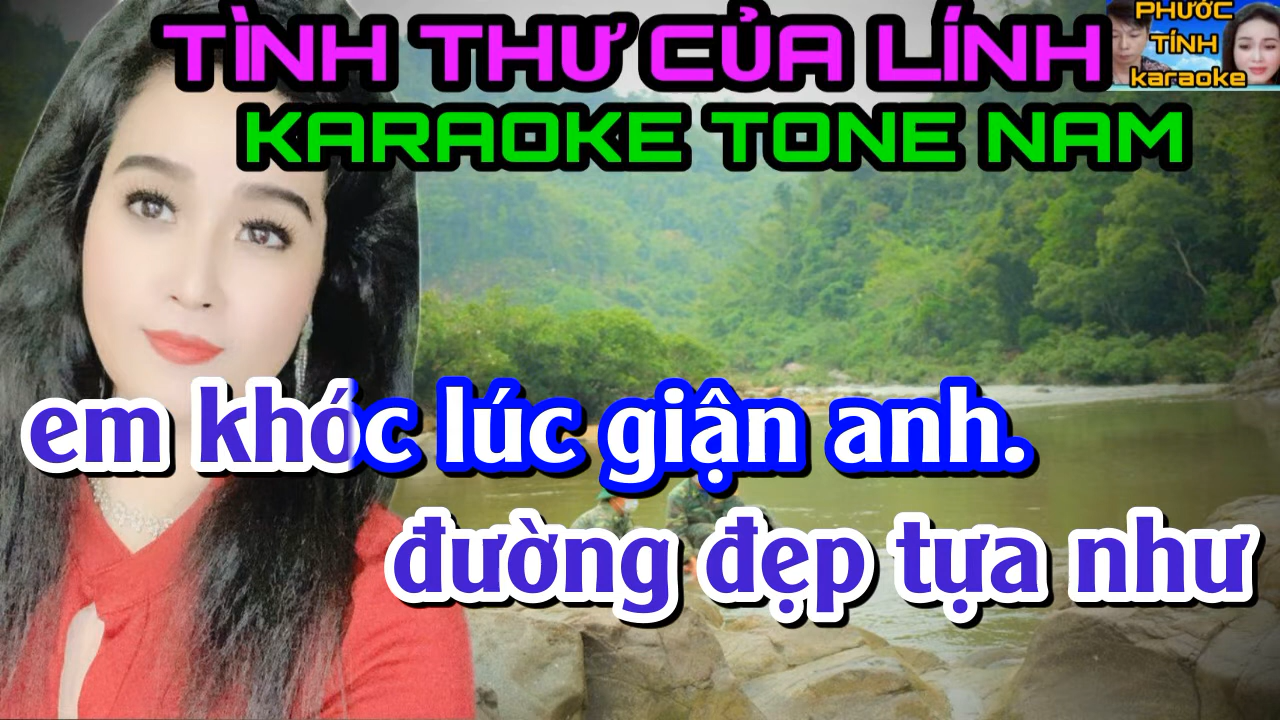 TÌNH THƯ CỦA LÍNH
KARAOKE TONE NAM
PHƯỚC
TÍNH
karaoke
em khóc lúc giận anh.
đường đẹp tựa như